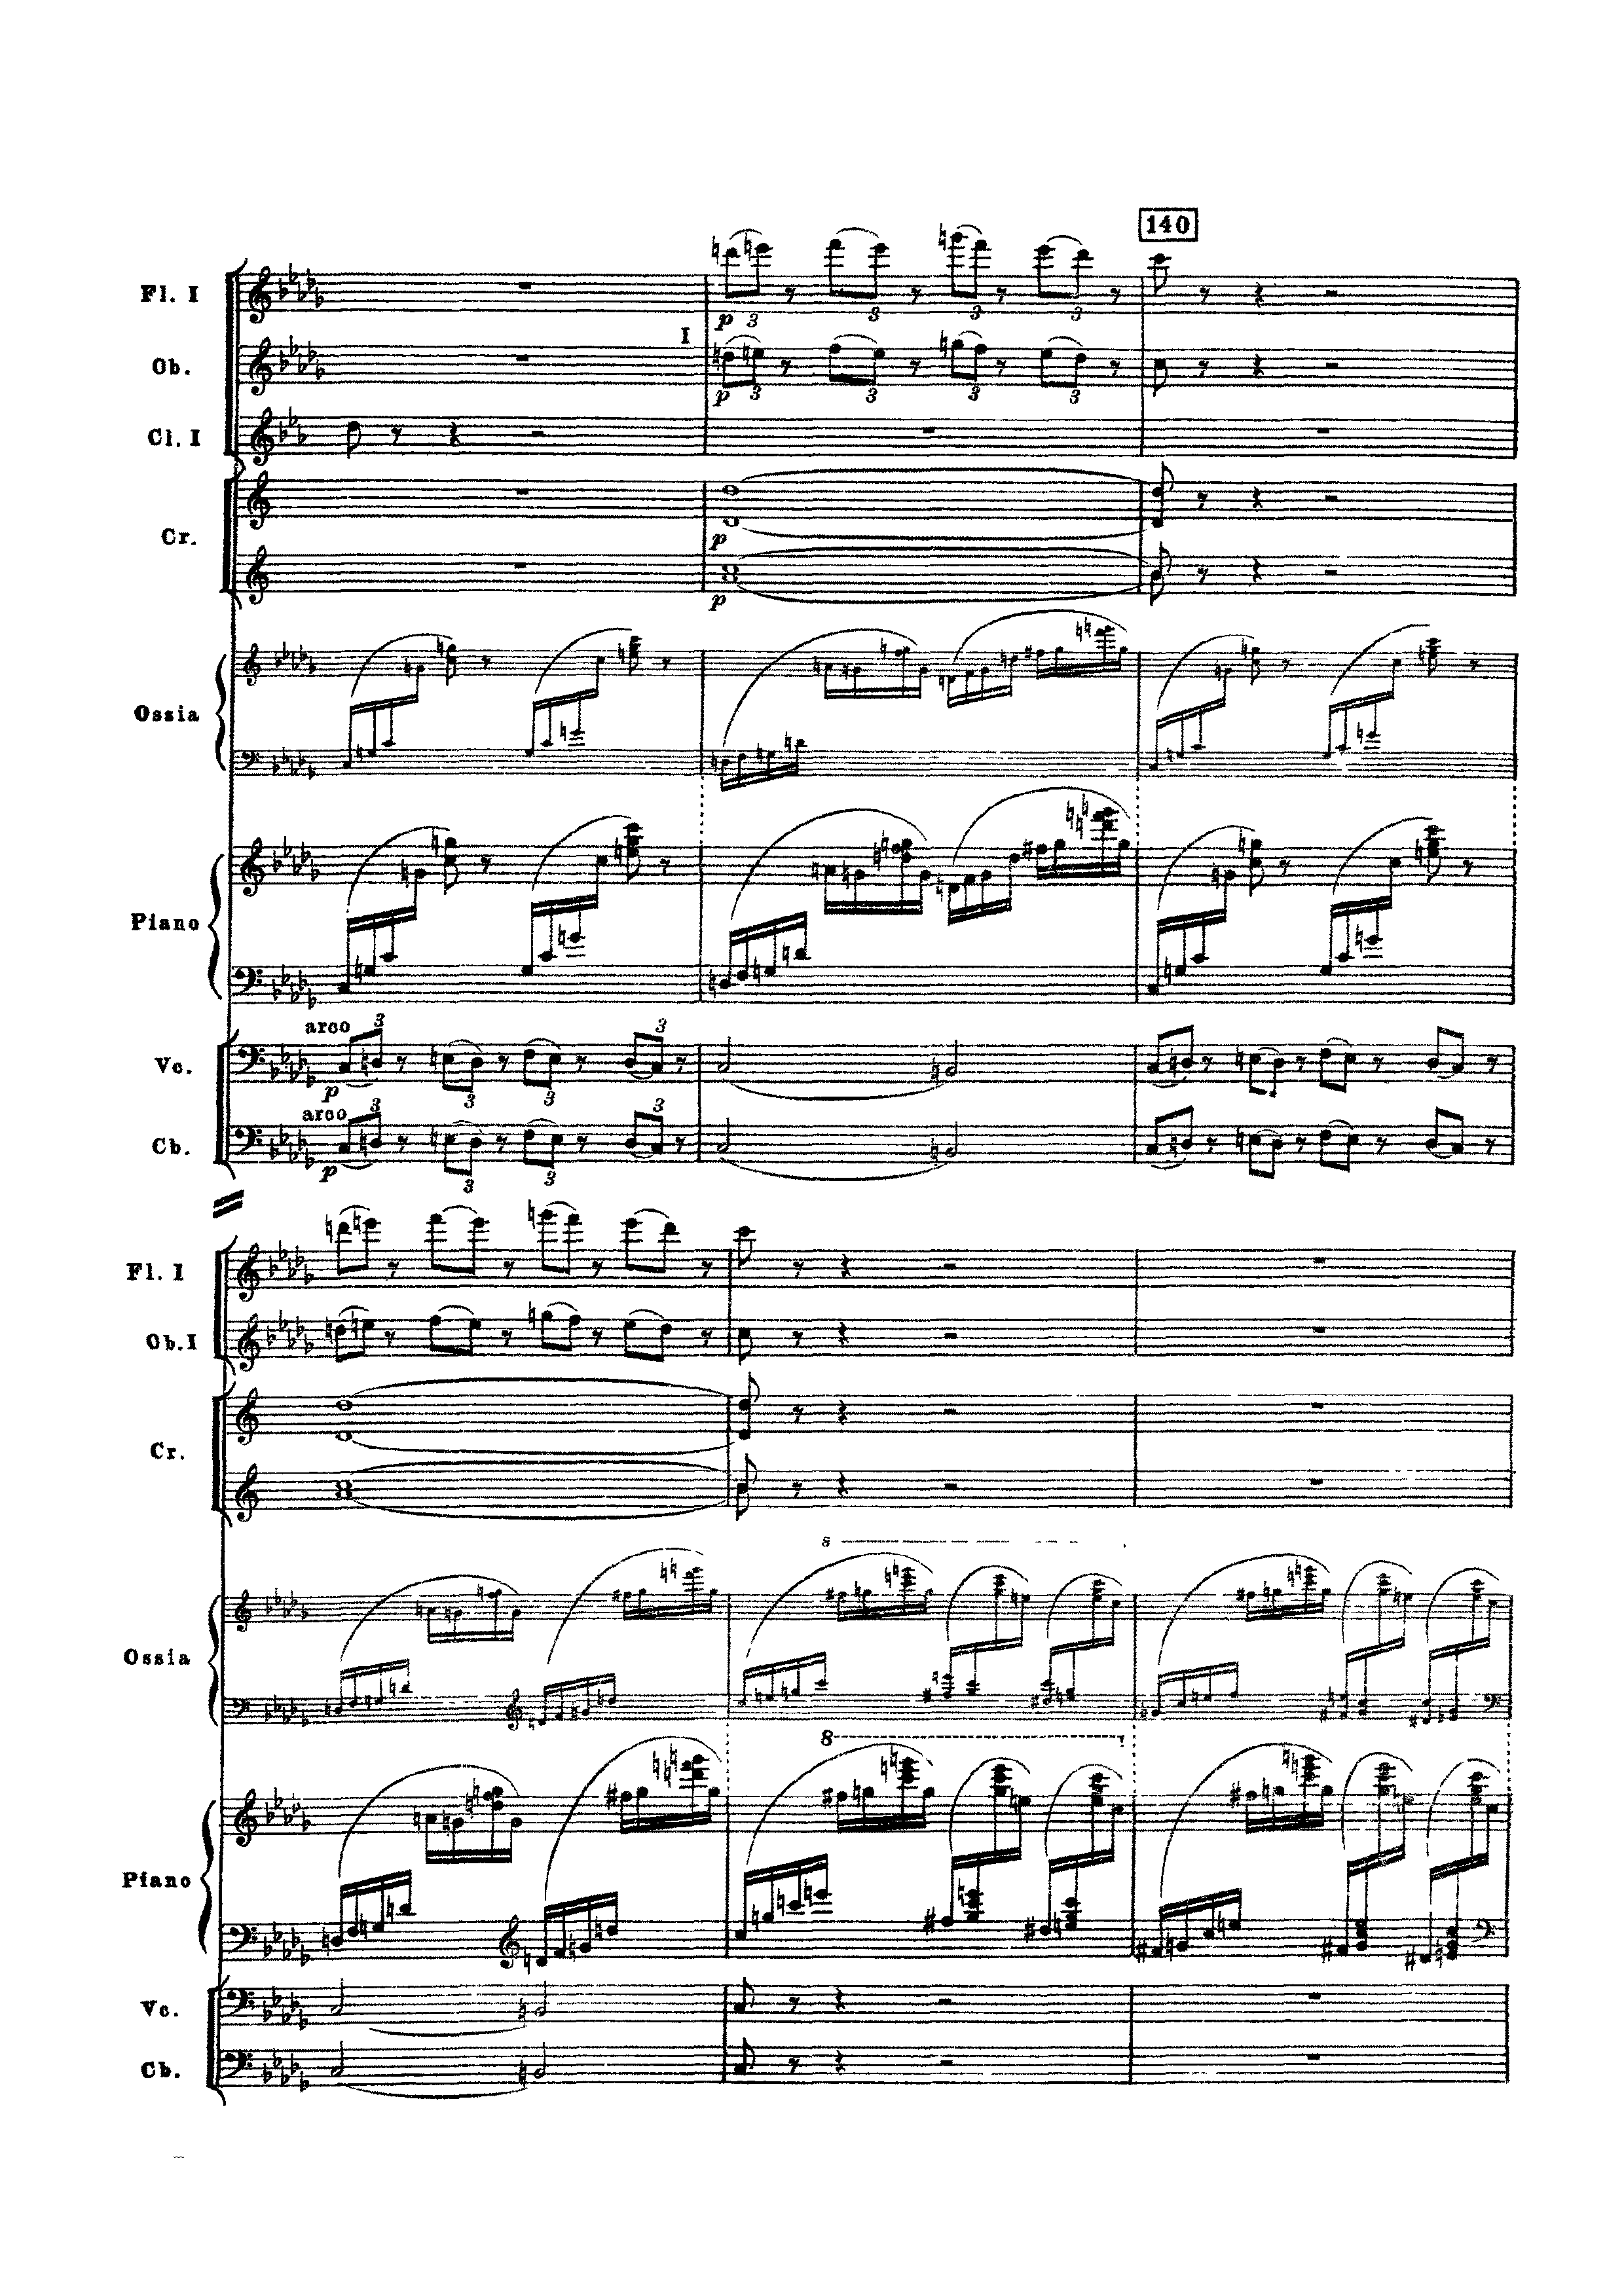 140
Fl. I
p 3 3 3 3
I
Ob.
p 3 3 3 3
Cl. I
Cr.
p
p
Ossia
Piano
arco 3 3
Vc.
p 3 3
arco 3 3
Cb.
p 3 3
Fl. I
Ob. I
Cr.
8
Ossia
8
Piano
Vc.
Cb.